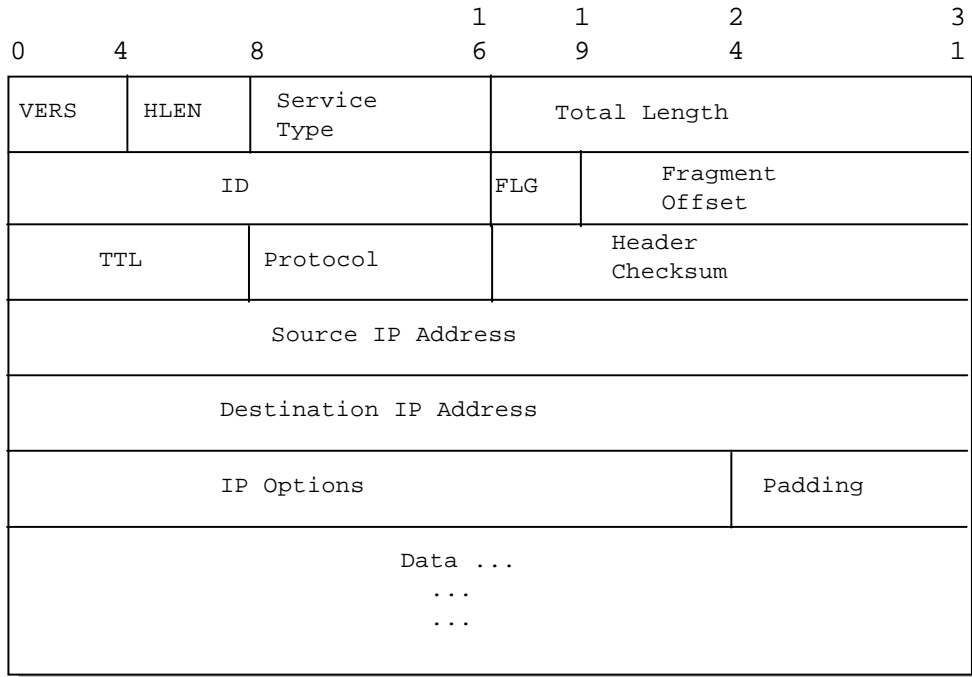 1 1 2 3
0 4 8 6 9 4 1
VERS HLEN Service Type Total Length
ID FLG Fragment Offset
TTL Protocol Header Checksum
Source IP Address
Destination IP Address
IP Options Padding
Data ...
...
...